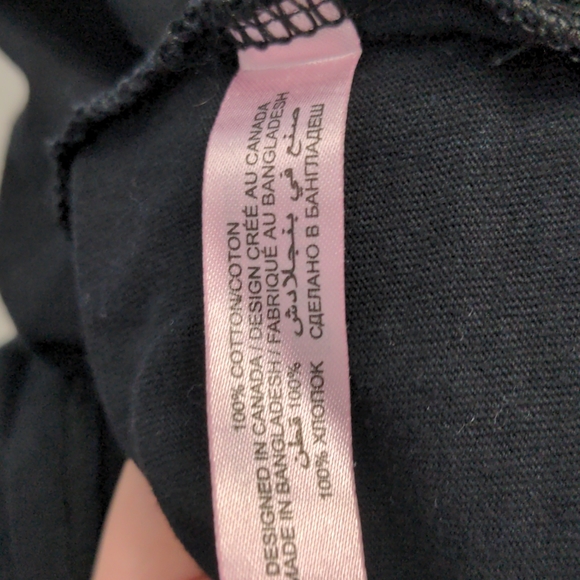 100% COTTON/COTON
DESIGNED IN CANADA / DESIGN CRÉÉ AU CANADA
MADE IN BANGLADESH / FABRIQUÉ AU BANGLADESH
100% قطن صنع في بنجلادش
100% ХЛОПОК СДЕЛАНО В БАНГЛАДЕШ